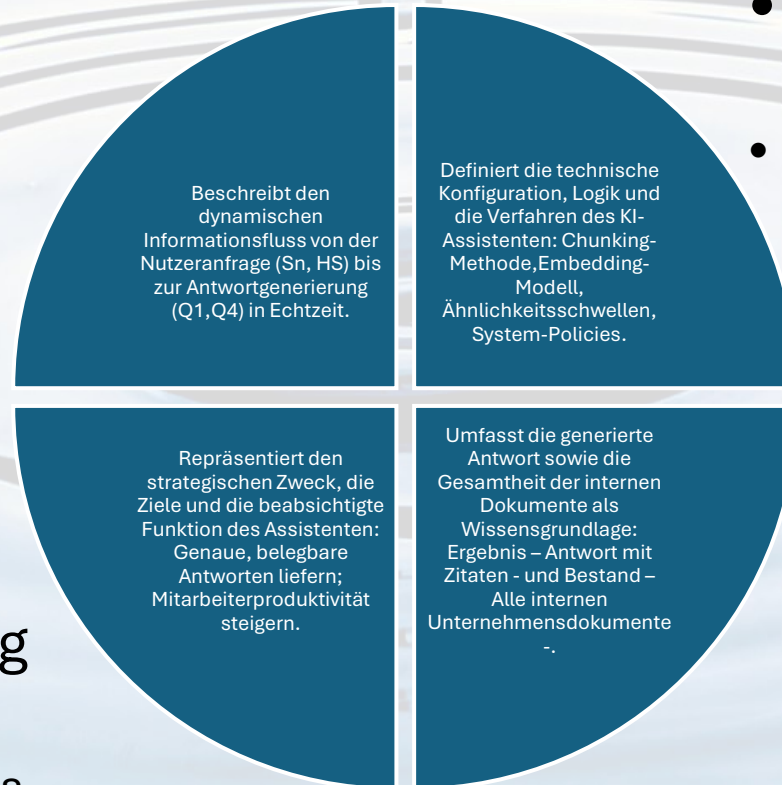 Beschreibt den
dynamischen
Informationsfluss von der
Nutzeranfrage (Sn, HS) bis
zur Antwortgenerierung
(Q1,Q4) in Echtzeit.
Definiert die technische
Konfiguration, Logik und
die Verfahren des KI-
Assistenten: Chunking-
Methode,Embedding-
Modell,
Ähnlichkeitsschwellen,
System-Policies.
Repräsentiert den
strategischen Zweck, die
Ziele und die beabsichtigte
Funktion des Assistenten:
Genaue, belegbare
Antworten liefern;
Mitarbeiterproduktivität
steigern.
Umfasst die generierte
Antwort sowie die
Gesamtheit der internen
Dokumente als
Wissensgrundlage:
Ergebnis – Antwort mit
Zitaten - und Bestand –
Alle internen
Unternehmensdokumente
-.
g